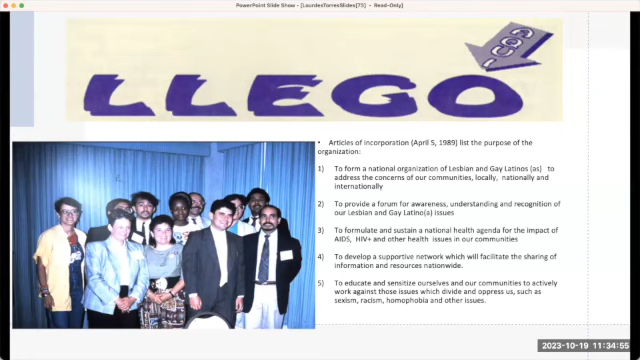 PowerPoint Slide Show - [LourdesTorresSlides[73] - Read-Only]
AQUI
LLEGO
• Articles of Incorporation (April 5, 1989) list the purpose of the
organization:
1) To form a national organization of Lesbian and Gay Latinos (as) to
address the concerns of our communities, locally, nationally and
internationally
2) To provide a forum for awareness, understanding and recognition of
our Lesbian and Gay Latino(a) issues
3) To formulate and sustain a national health agenda for the impact of
AIDS, HIV+ and other health issues in our communities
4) To develop a supportive network which will facilitate the sharing of
information and resources nationwide.
5) To educate and sensitize ourselves and our communities to actively
work against those issues which divide and oppress us, such as
sexism, racism, homophobia and other issues.
2023-10-19 11:34:55